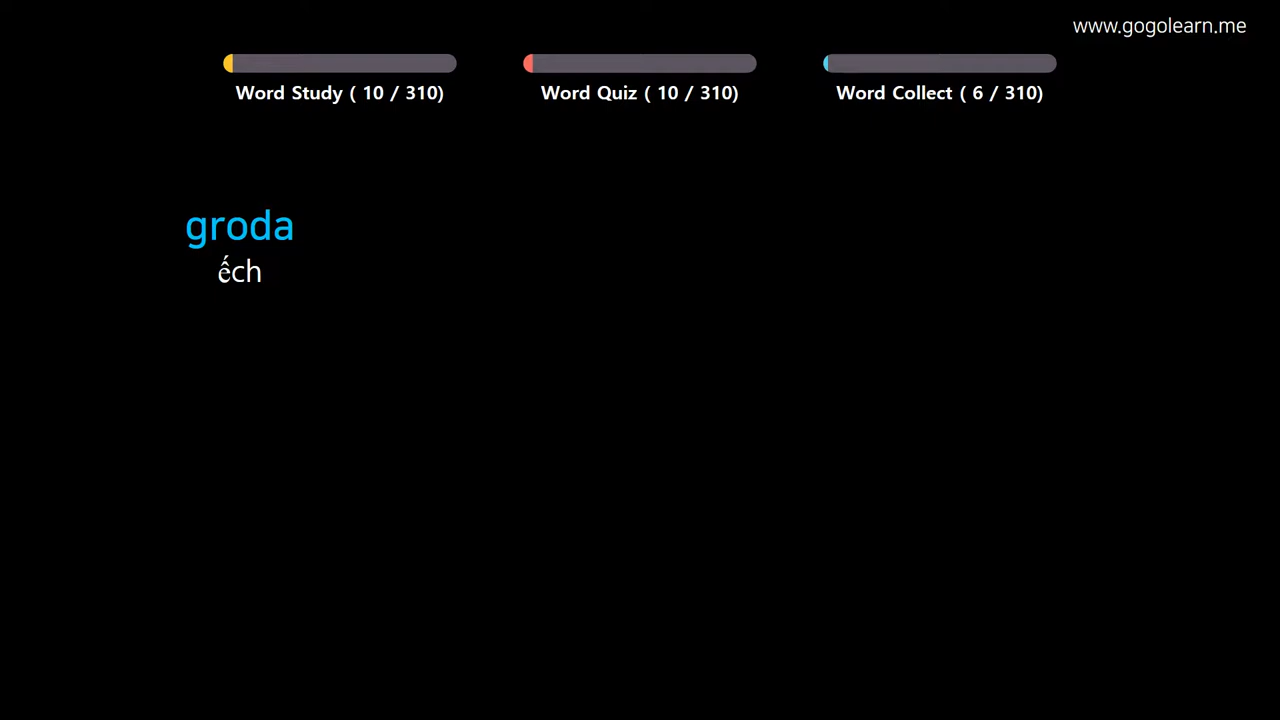 www.gogolearn.me
Word Study ( 10 / 310)
Word Quiz ( 10 / 310)
Word Collect ( 6 / 310)
groda
ếch